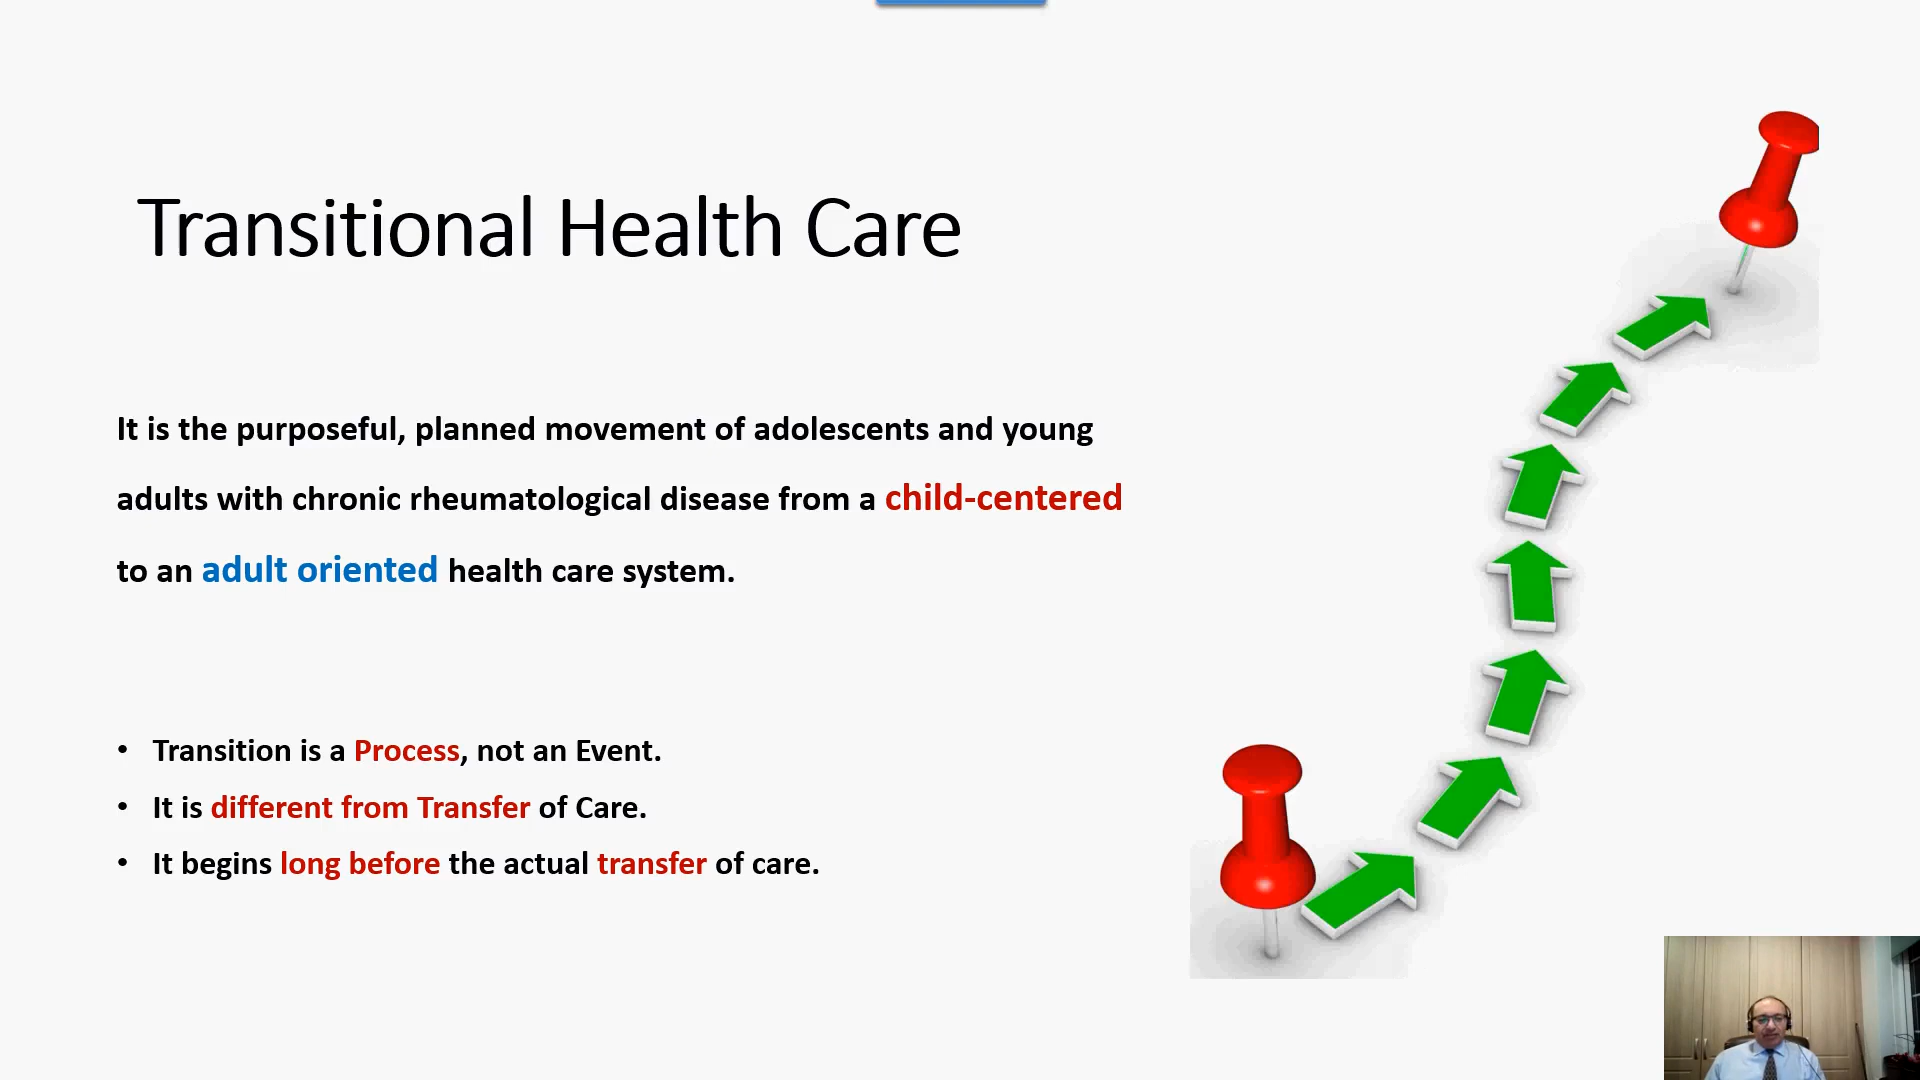 Transitional Health Care
It is the purposeful, planned movement of adolescents and young
adults with chronic rheumatological disease from a child-centered
to an adult oriented health care system.
• Transition is a Process, not an Event.
• It is different from Transfer of Care.
• It begins long before the actual transfer of care.